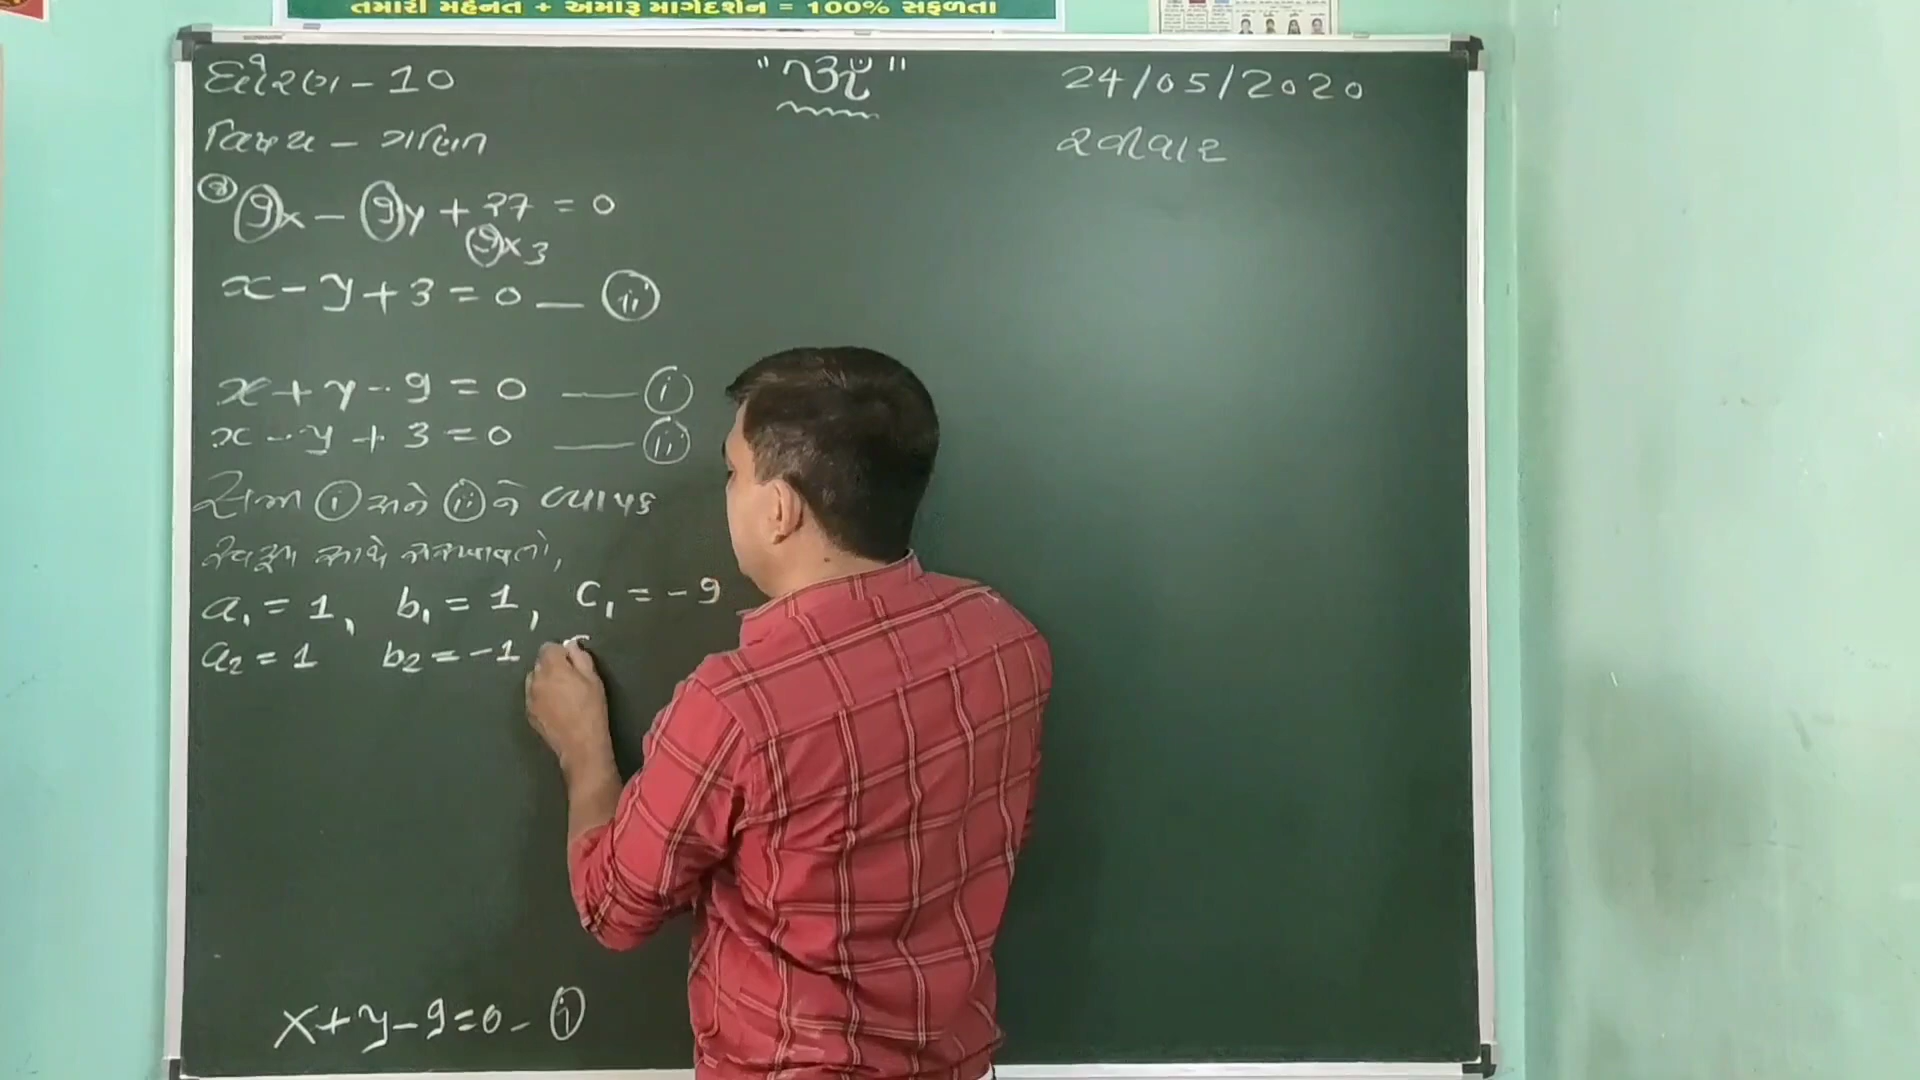 તમારી મહેનત + અમારૂ માર્ગદર્શન = 100% સફળતા
ધોરણ - 10
"ૐ"
24/05/2020
વિષય - ગણિત
રવીવાર
9x - 9y + 27 = 0
9x3
x - y + 3 = 0 — ii
x + y - 9 = 0 — i
x - y + 3 = 0 — ii
સમી i અને ii ને વ્યાપક
સ્વરૂપ સાથે સરખાવતાં,
a₁ = 1, b₁ = 1, c₁ = -9
a₂ = 1 b₂ = -1
x + y - 9 = 0 - i